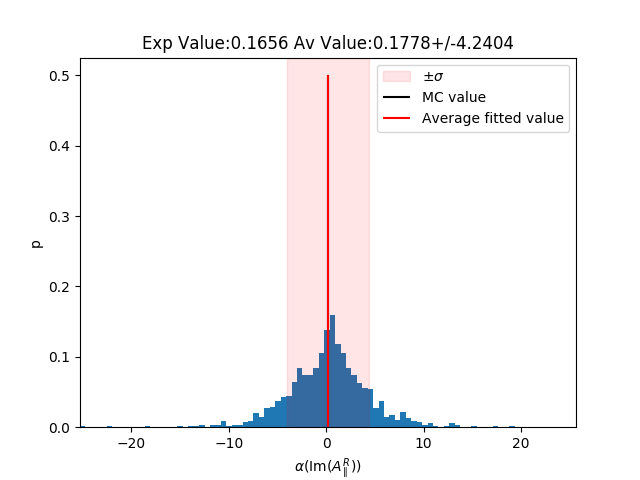 Exp Value:0.1656 Av Value:0.1778+/-4.2404
±σ
MC value
Average fitted value
p
0.5
0.4
0.3
0.2
0.1
0.0
−20 −10 0 10 20
α(Im(A_∥^R))